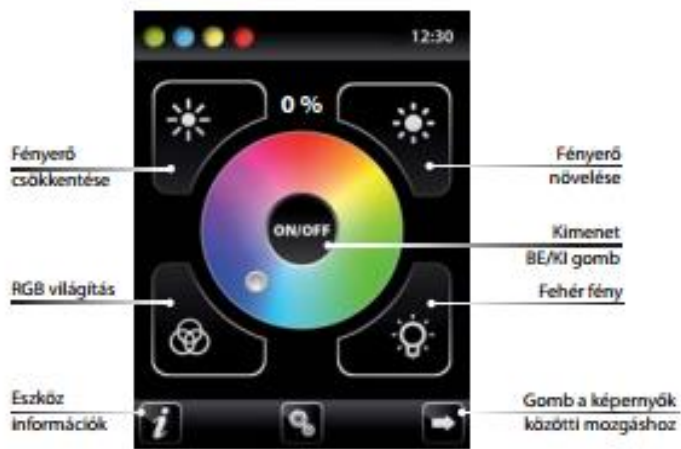 12:30
0 %
Fényerő
csökkentése
Fényerő
növelése
ON/OFF
Kimenet
BE/KI gomb
RGB világítás
Fehér fény
Eszköz
információk
i
Gomb a képernyők
közötti mozgáshoz